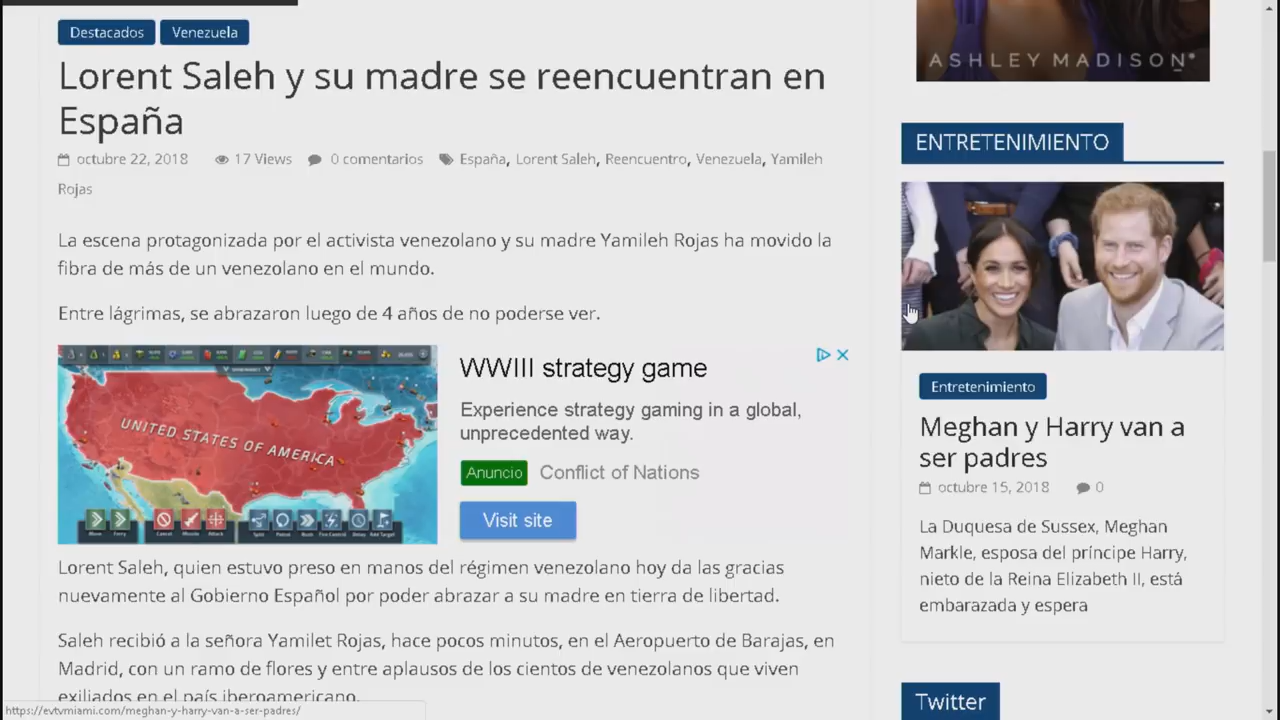 Destacados
Venezuela
Lorent Saleh y su madre se reencuentran en
España
octubre 22, 2018
17 Views
0 comentarios
España, Lorent Saleh, Reencuentro, Venezuela, Yamileh
Rojas
La escena protagonizada por el activista venezolano y su madre Yamileh Rojas ha movido la
fibra de más de un venezolano en el mundo.
Entre lágrimas, se abrazaron luego de 4 años de no poderse ver.
UNITED STATES OF AMERICA
WWIII strategy game
Experience strategy gaming in a global,
unprecedented way.
Anuncio
Conflict of Nations
Visit site
Lorent Saleh, quien estuvo preso en manos del régimen venezolano hoy da las gracias
nuevamente al Gobierno Español por poder abrazar a su madre en tierra de libertad.
Saleh recibió a la señora Yamilet Rojas, hace pocos minutos, en el Aeropuerto de Barajas, en
Madrid, con un ramo de flores y entre aplausos de los cientos de venezolanos que viven
exiliados en el país iberoamericano.
https://evtvmiami.com/meghan-y-harry-van-a-ser-padres/
ASHLEY MADISON®
ENTRETENIMIENTO
Entretenimiento
Meghan y Harry van a
ser padres
octubre 15, 2018
0
La Duquesa de Sussex, Meghan
Markle, esposa del príncipe Harry,
nieto de la Reina Elizabeth II, está
embarazada y espera
Twitter